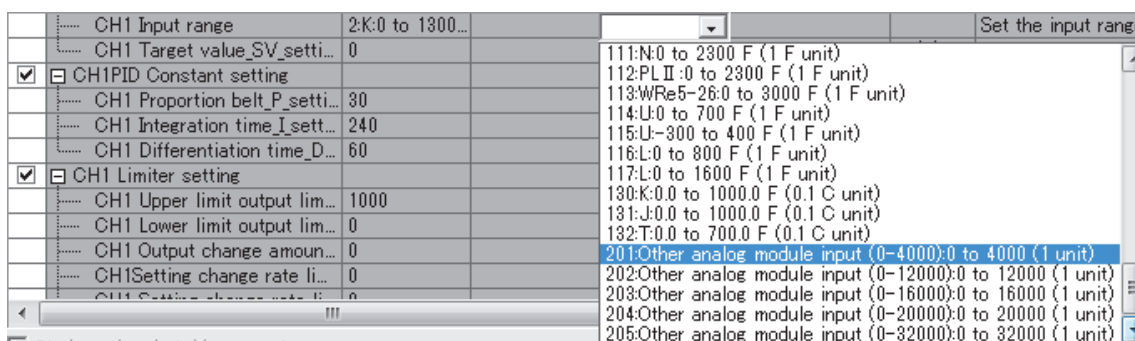 CH1 Input range 2:K:0 to 1300... Set the input rang
CH1 Target value_SV_setti... 0
CH1PID Constant setting
CH1 Proportion belt_P_setti... 30
CH1 Integration time_I_sett... 240
CH1 Differentiation time_D... 60
CH1 Limiter setting
CH1 Upper limit output lim... 1000
CH1 Lower limit output lim... 0
CH1 Output change amoun... 0
CH1Setting change rate li... 0
111:N:0 to 2300 F (1 F unit)
112:PLⅡ:0 to 2300 F (1 F unit)
113:WRe5-26:0 to 3000 F (1 F unit)
114:U:0 to 700 F (1 F unit)
115:U:-300 to 400 F (1 F unit)
116:L:0 to 800 F (1 F unit)
117:L:0 to 1600 F (1 F unit)
130:K:0.0 to 1000.0 F (0.1 C unit)
131:J:0.0 to 1000.0 F (0.1 C unit)
132:T:0.0 to 700.0 F (0.1 C unit)
201:Other analog module input (0-4000):0 to 4000 (1 unit)
202:Other analog module input (0-12000):0 to 12000 (1 unit)
203:Other analog module input (0-16000):0 to 16000 (1 unit)
204:Other analog module input (0-20000):0 to 20000 (1 unit)
205:Other analog module input (0-32000):0 to 32000 (1 unit)